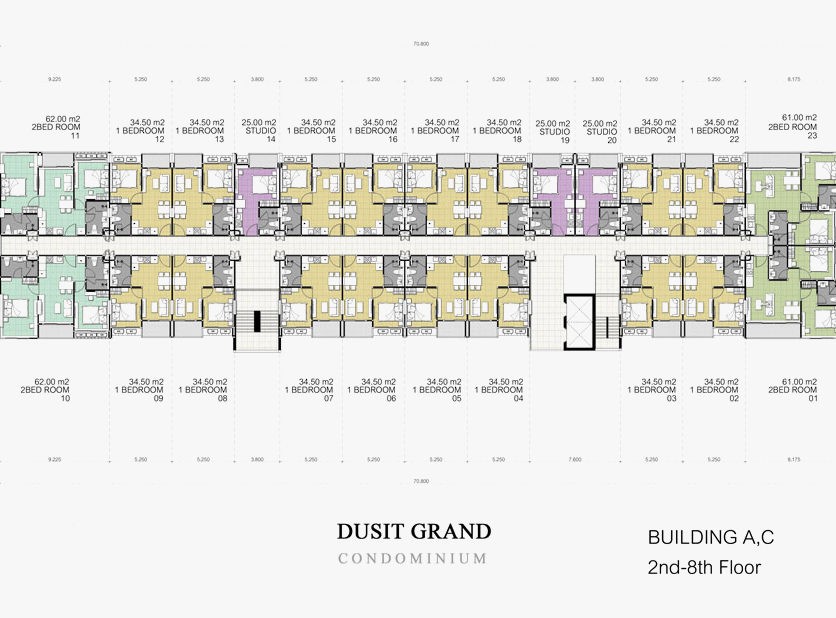 70.800
9.225 5.250 5.250 3.800 5.250 5.250 5.250 5.250 3.800 3.800 5.250 5.250 8.175
62.00 m2
2BED ROOM
11
34.50 m2
1 BEDROOM
12
34.50 m2
1 BEDROOM
13
25.00 m2
STUDIO
14
34.50 m2
1 BEDROOM
15
34.50 m2
1 BEDROOM
16
34.50 m2
1 BEDROOM
17
34.50 m2
1 BEDROOM
18
25.00 m2
STUDIO
19
25.00 m2
STUDIO
20
34.50 m2
1 BEDROOM
21
34.50 m2
1 BEDROOM
22
61.00 m2
2BED ROOM
23
62.00 m2
2BED ROOM
10
34.50 m2
1 BEDROOM
09
34.50 m2
1 BEDROOM
08
34.50 m2
1 BEDROOM
07
34.50 m2
1 BEDROOM
06
34.50 m2
1 BEDROOM
05
34.50 m2
1 BEDROOM
04
34.50 m2
1 BEDROOM
03
34.50 m2
1 BEDROOM
02
61.00 m2
2BED ROOM
01
9.225 5.250 5.250 3.800 5.250 5.250 5.250 5.250 7.600 5.250 5.250 8.175
70.800
DUSIT GRAND
CONDOMINIUM
BUILDING A,C
2nd-8th Floor